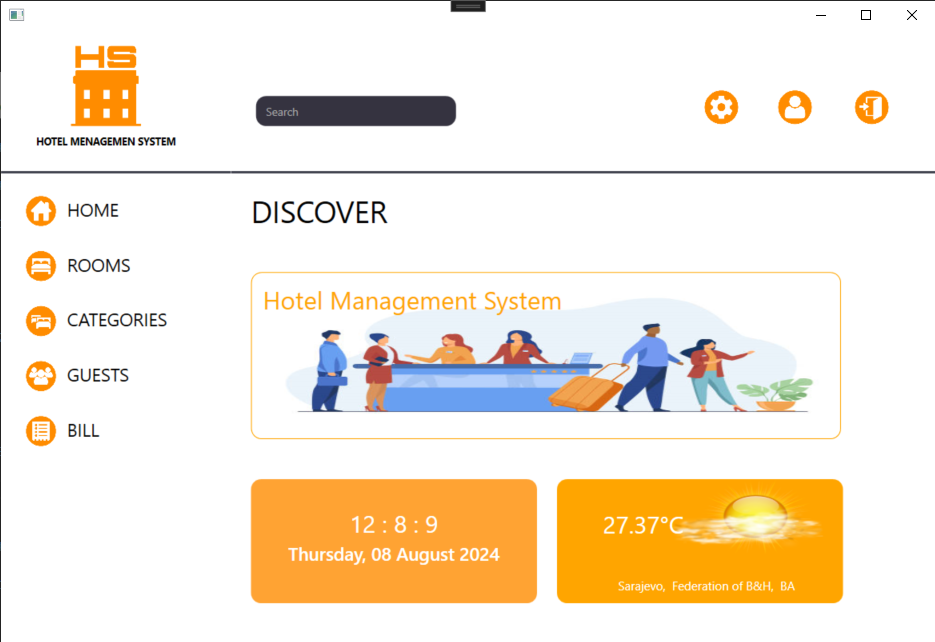 HS
HOTEL MENAGEMEN SYSTEM
Search
HOME
ROOMS
CATEGORIES
GUESTS
BILL
DISCOVER
Hotel Management System
12 : 8 : 9
Thursday, 08 August 2024
27.37°C
Sarajevo, Federation of B&H, BA